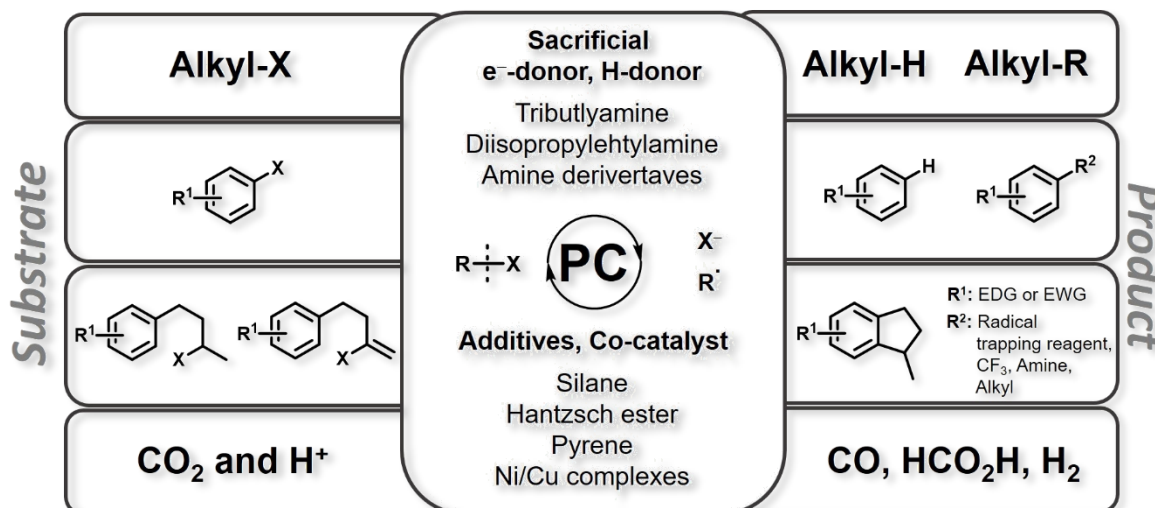 Substrate
Alkyl-X
R¹
X
R¹
X
R¹
X
CO₂ and H⁺
Sacrificial
e⁻-donor, H-donor
Tributlyamine
Diisopropylehtylamine
Amine derivertaves
R
X
PC
X⁻
R˙
Additives, Co-catalyst
Silane
Hantzsch ester
Pyrene
Ni/Cu complexes
Alkyl-H Alkyl-R
R¹
H
R¹
R²
R¹
R¹: EDG or EWG
R²: Radical
trapping reagent,
CF₃, Amine,
Alkyl
CO, HCO₂H, H₂
Product